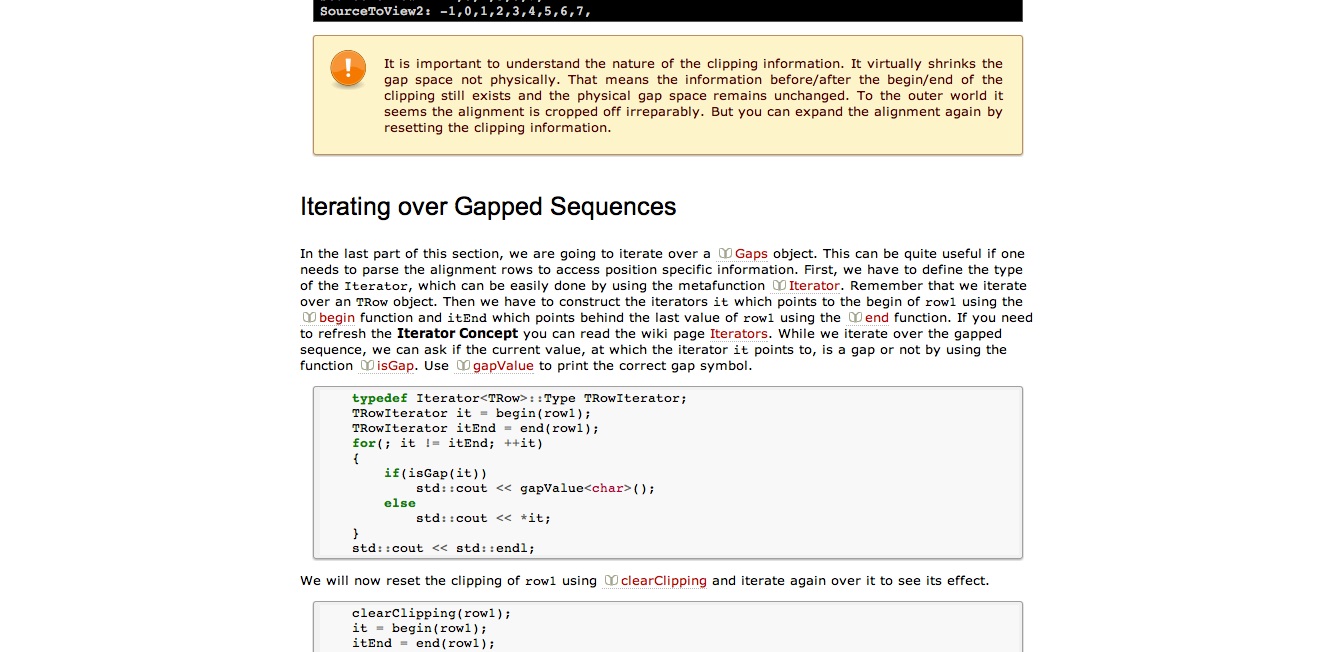 SourceToView2: -1,0,1,2,3,4,5,6,7,
It is important to understand the nature of the clipping information. It virtually shrinks the
gap space not physically. That means the information before/after the begin/end of the
clipping still exists and the physical gap space remains unchanged. To the outer world it
seems the alignment is cropped off irreparably. But you can expand the alignment again by
resetting the clipping information.
Iterating over Gapped Sequences
In the last part of this section, we are going to iterate over a Gaps object. This can be quite useful if one
needs to parse the alignment rows to access position specific information. First, we have to define the type
of the Iterator, which can be easily done by using the metafunction Iterator. Remember that we iterate
over an TRow object. Then we have to construct the iterators it which points to the begin of row1 using the
begin function and itEnd which points behind the last value of row1 using the end function. If you need
to refresh the Iterator Concept you can read the wiki page Iterators. While we iterate over the gapped
sequence, we can ask if the current value, at which the iterator it points to, is a gap or not by using the
function isGap. Use gapValue to print the correct gap symbol.
typedef Iterator<TRow>::Type TRowIterator;
TRowIterator it = begin(row1);
TRowIterator itEnd = end(row1);
for(; it != itEnd; ++it)
{
if(isGap(it))
std::cout << gapValue<char>();
else
std::cout << *it;
}
std::cout << std::endl;
We will now reset the clipping of row1 using clearClipping and iterate again over it to see its effect.
clearClipping(row1);
it = begin(row1);
itEnd = end(row1);